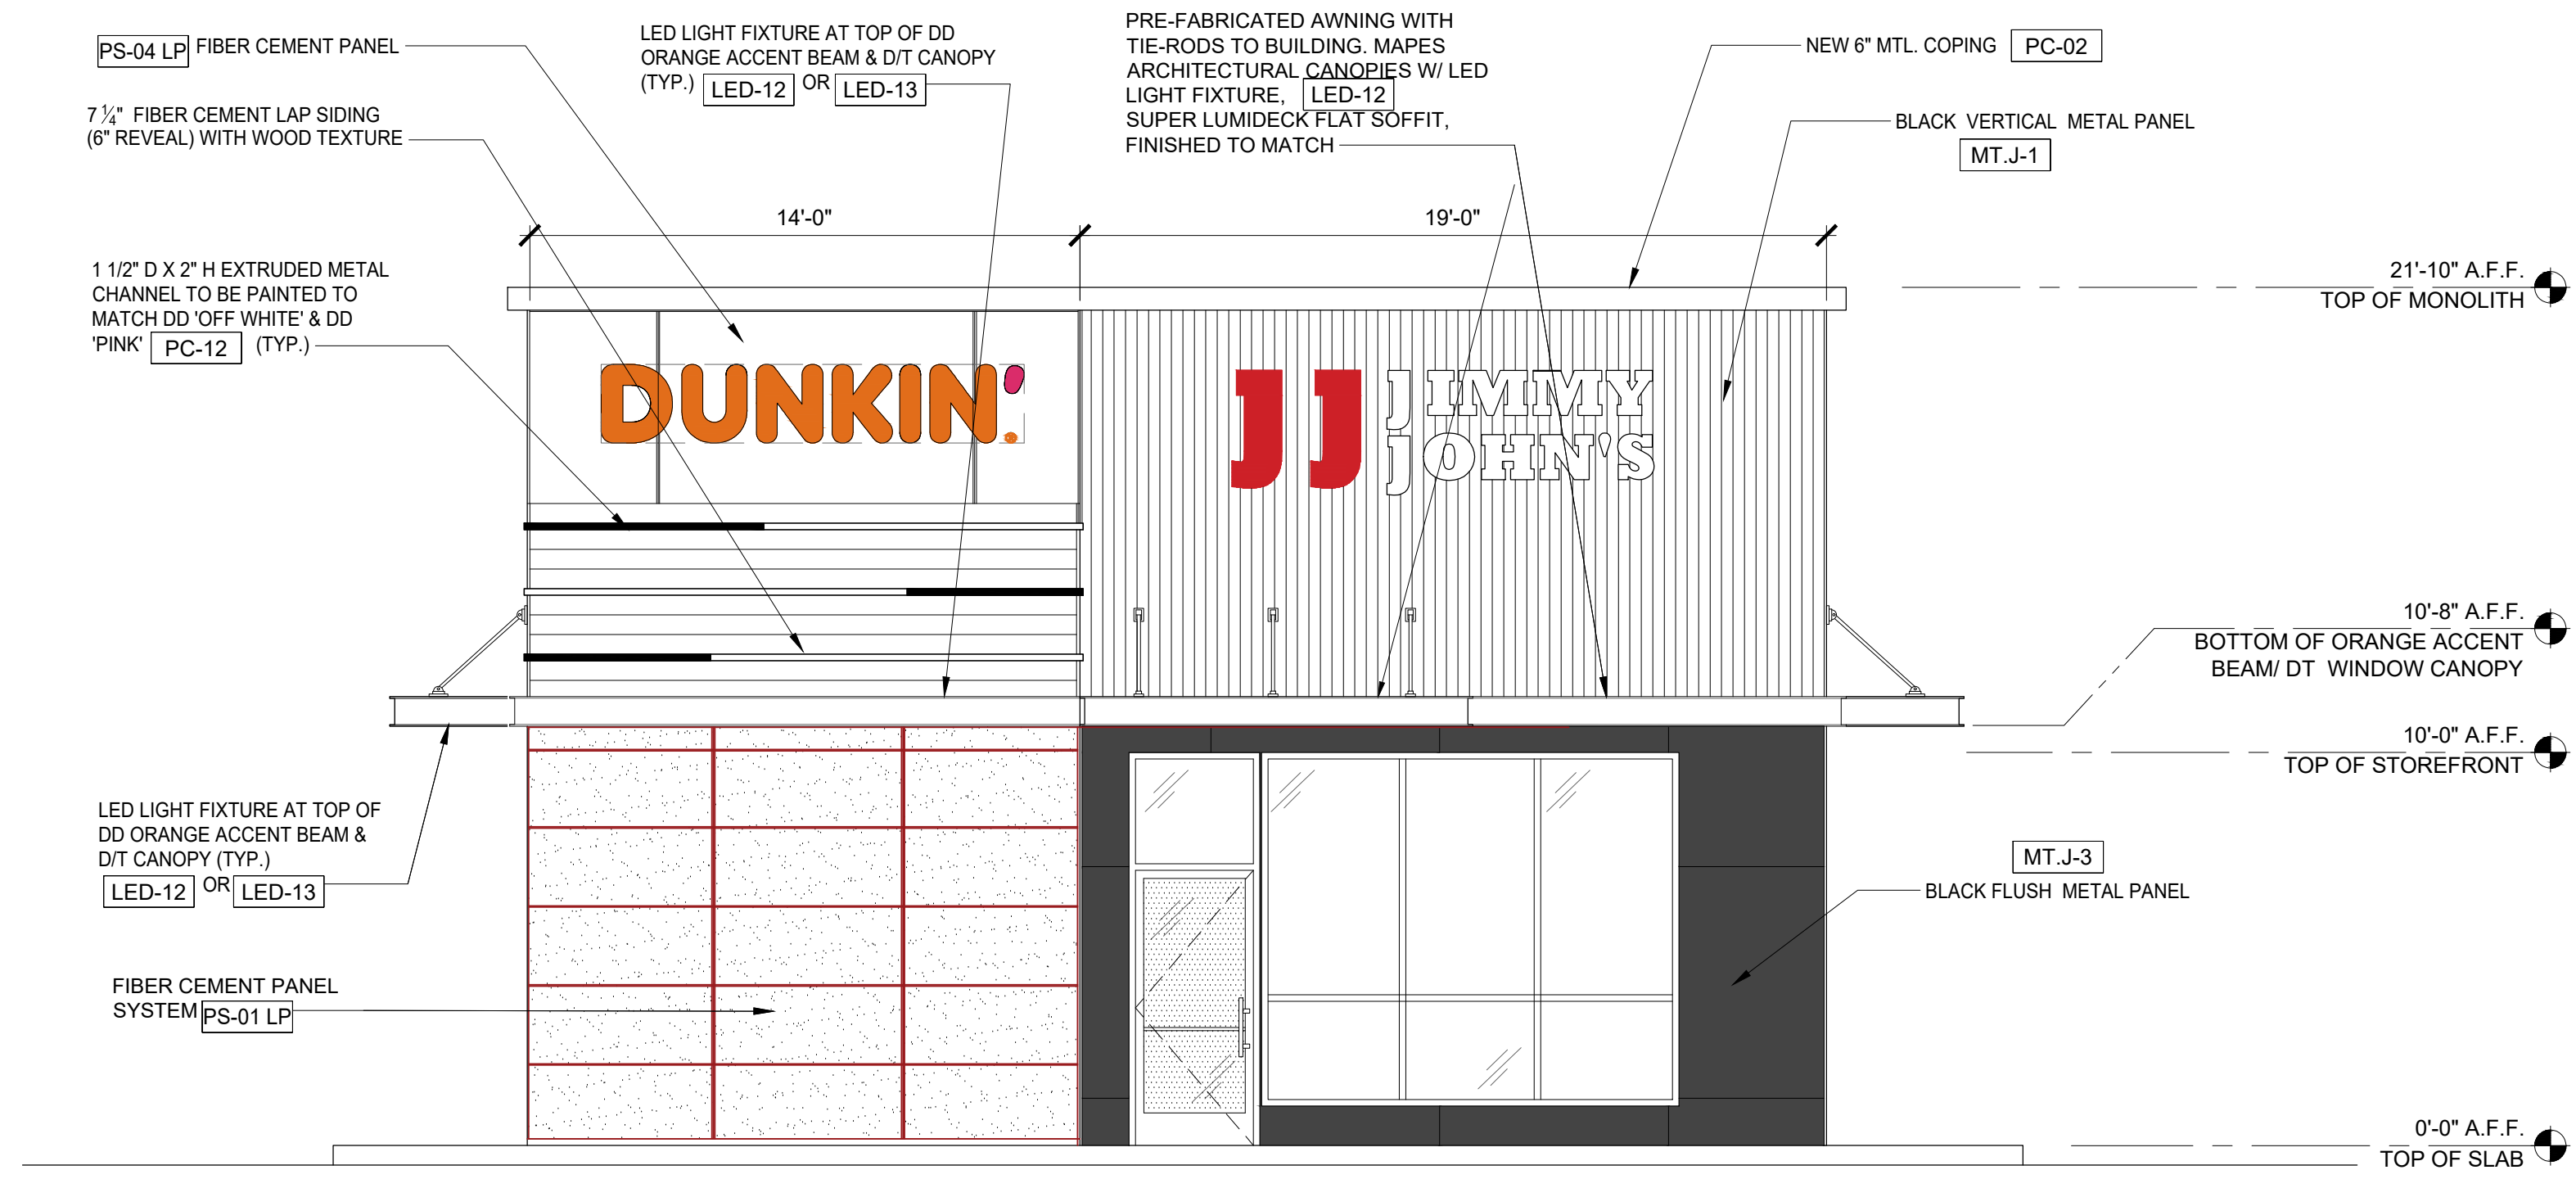 PS-04 LP FIBER CEMENT PANEL
7 1/4" FIBER CEMENT LAP SIDING
(6" REVEAL) WITH WOOD TEXTURE
1 1/2" D X 2" H EXTRUDED METAL
CHANNEL TO BE PAINTED TO
MATCH DD 'OFF WHITE' & DD
'PINK' PC-12 (TYP.)
LED LIGHT FIXTURE AT TOP OF DD
ORANGE ACCENT BEAM & D/T CANOPY
(TYP.) LED-12 OR LED-13
PRE-FABRICATED AWNING WITH
TIE-RODS TO BUILDING. MAPES
ARCHITECTURAL CANOPIES W/ LED
LIGHT FIXTURE, LED-12
SUPER LUMIDECK FLAT SOFFIT,
FINISHED TO MATCH
NEW 6" MTL. COPING PC-02
BLACK VERTICAL METAL PANEL
MT.J-1
14'-0"
19'-0"
DUNKIN'
JJ
JIMMY
JOHN'S
21'-10" A.F.F.
TOP OF MONOLITH
10'-8" A.F.F.
BOTTOM OF ORANGE ACCENT
BEAM/ DT WINDOW CANOPY
10'-0" A.F.F.
TOP OF STOREFRONT
LED LIGHT FIXTURE AT TOP OF
DD ORANGE ACCENT BEAM &
D/T CANOPY (TYP.)
LED-12 OR LED-13
FIBER CEMENT PANEL
SYSTEM PS-01 LP
MT.J-3
BLACK FLUSH METAL PANEL
0'-0" A.F.F.
TOP OF SLAB